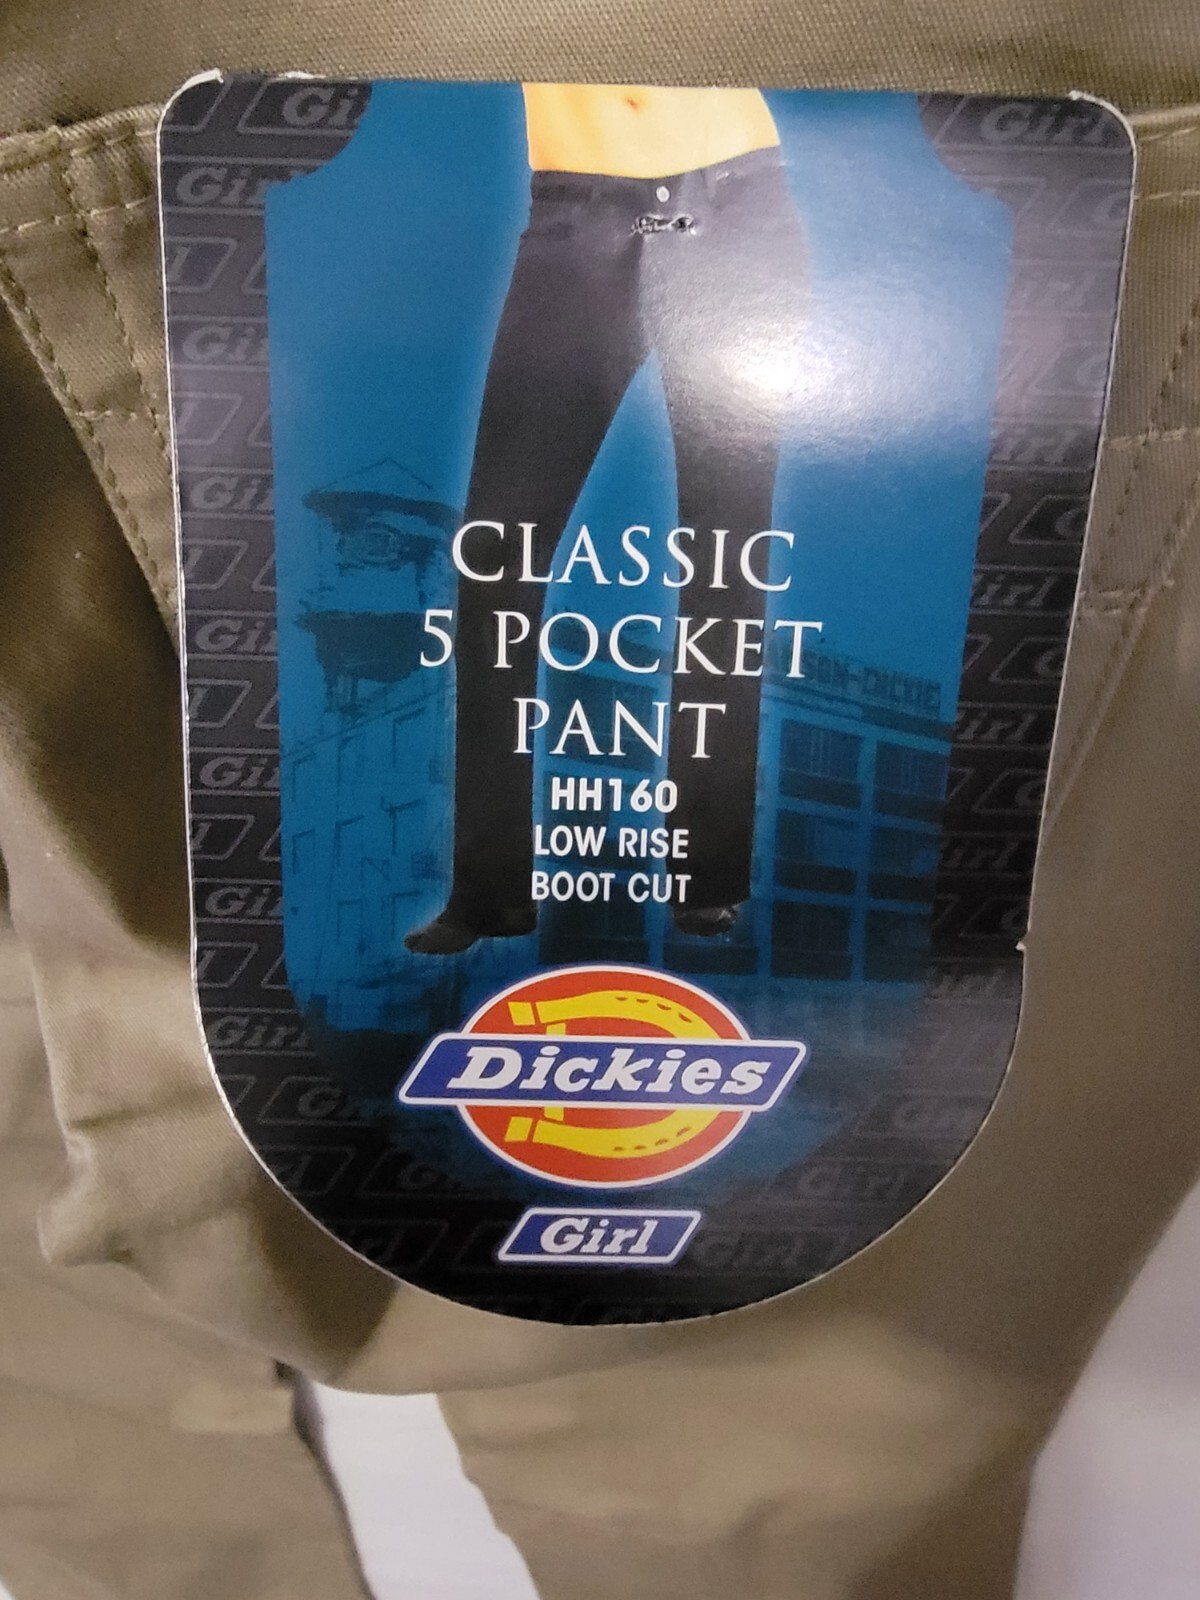 CLASSIC
5 POCKET
PANT
HH160
LOW RISE
BOOT CUT
Dickies
Girl